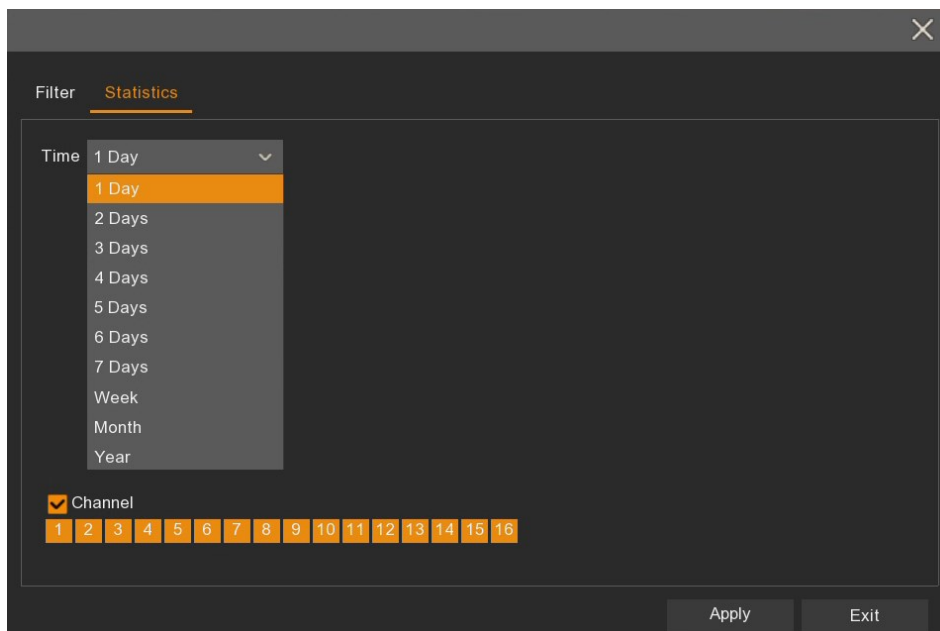 Filter Statistics
Time 1 Day
1 Day
2 Days
3 Days
4 Days
5 Days
6 Days
7 Days
Week
Month
Year
Channel
1 2 3 4 5 6 7 8 9 10 11 12 13 14 15 16
Apply Exit